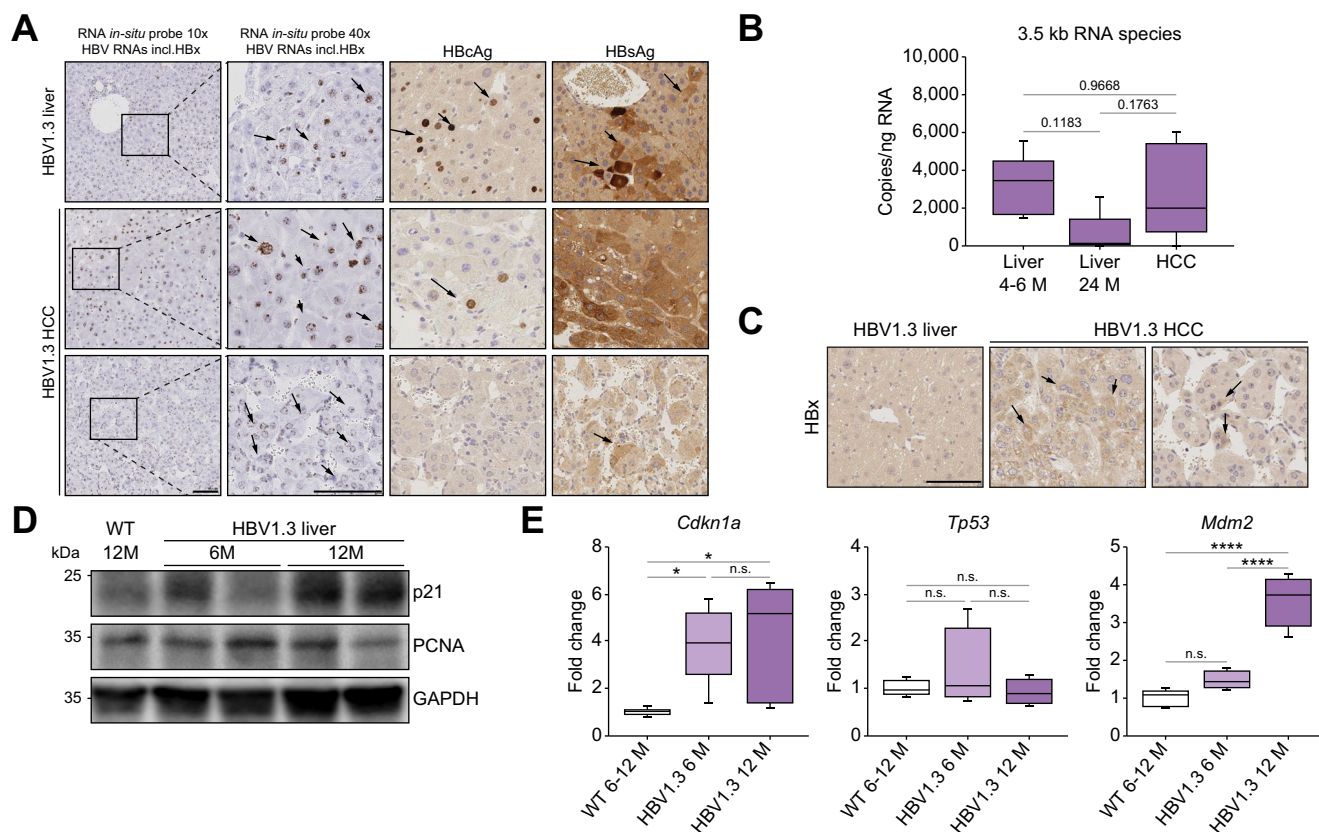 A
RNA in-situ probe 10x
HBV RNAs incl.HBx
RNA in-situ probe 40x
HBV RNAs incl.HBx
HBcAg
HBsAg
HBV1.3 liver
HBV1.3 HCC
B
3.5 kb RNA species
Copies/ng RNA
10,000
8,000
6,000
4,000
2,000
0
0.9668
0.1763
0.1183
Liver
4-6 M
Liver
24 M
HCC
C
HBV1.3 liver
HBV1.3 HCC
HBx
D
WT
HBV1.3 liver
kDa
12M
6M
12M
25
p21
35
PCNA
35
GAPDH
E
Cdkn1a
Fold change
8
6
4
2
0
*
*
n.s.
WT 6-12 M
HBV1.3 6 M
HBV1.3 12 M
Tp53
Fold change
4
3
2
1
0
n.s.
n.s.
n.s.
WT 6-12 M
HBV1.3 6 M
HBV1.3 12 M
Mdm2
Fold change
5
4
3
2
1
0
****
****
n.s.
WT 6-12 M
HBV1.3 6 M
HBV1.3 12 M